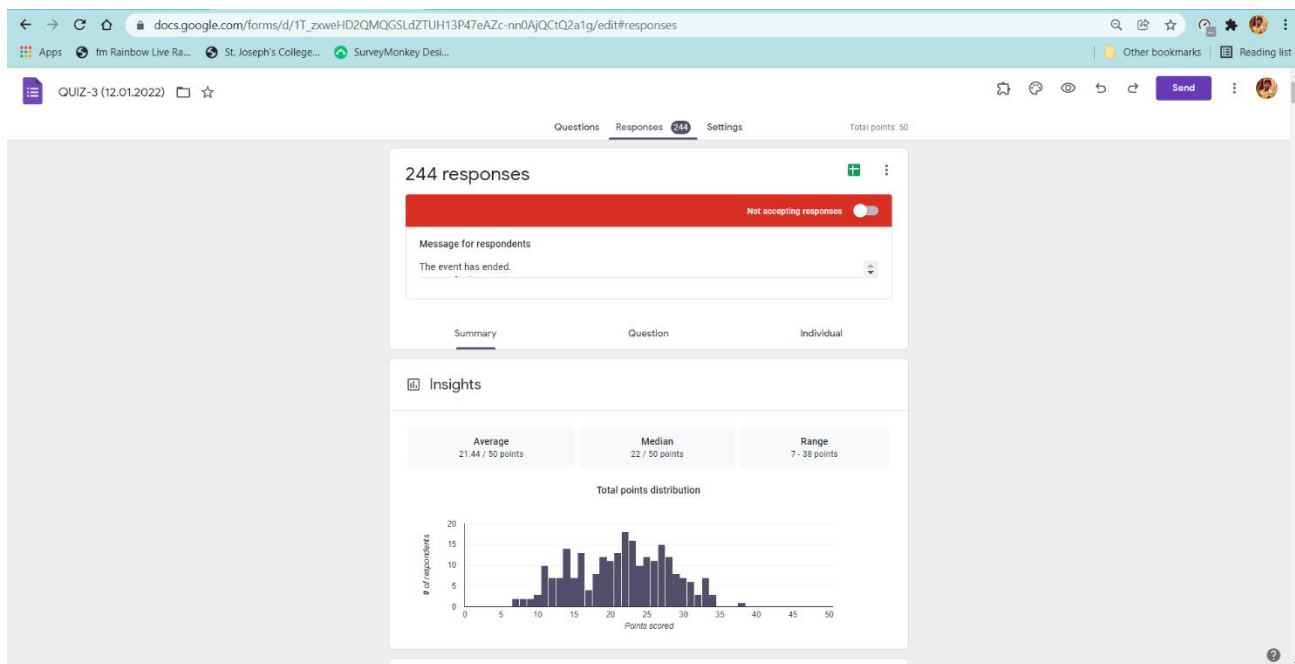 docs.google.com/forms/d/1T_zxweHD2QMQGSLdZTUH13P47eAZc-nn0AjQCtQ2a1g/edit#responses
Apps fm Rainbow Live Ra... St. Joseph's College... SurveyMonkey Desi... Other bookmarks Reading list
QUIZ-3 (12.01.2022) Send
Questions Responses 244 Settings Total points: 50
244 responses
Not accepting responses
Message for respondents
The event has ended.
Summary Question Individual
Insights
Average Median Range
21.44 / 50 points 22 / 50 points 7 - 38 points
Total points distribution
# of respondents
20
15
10
5
0
0 5 10 15 20 25 30 35 40 45 50
Points scored